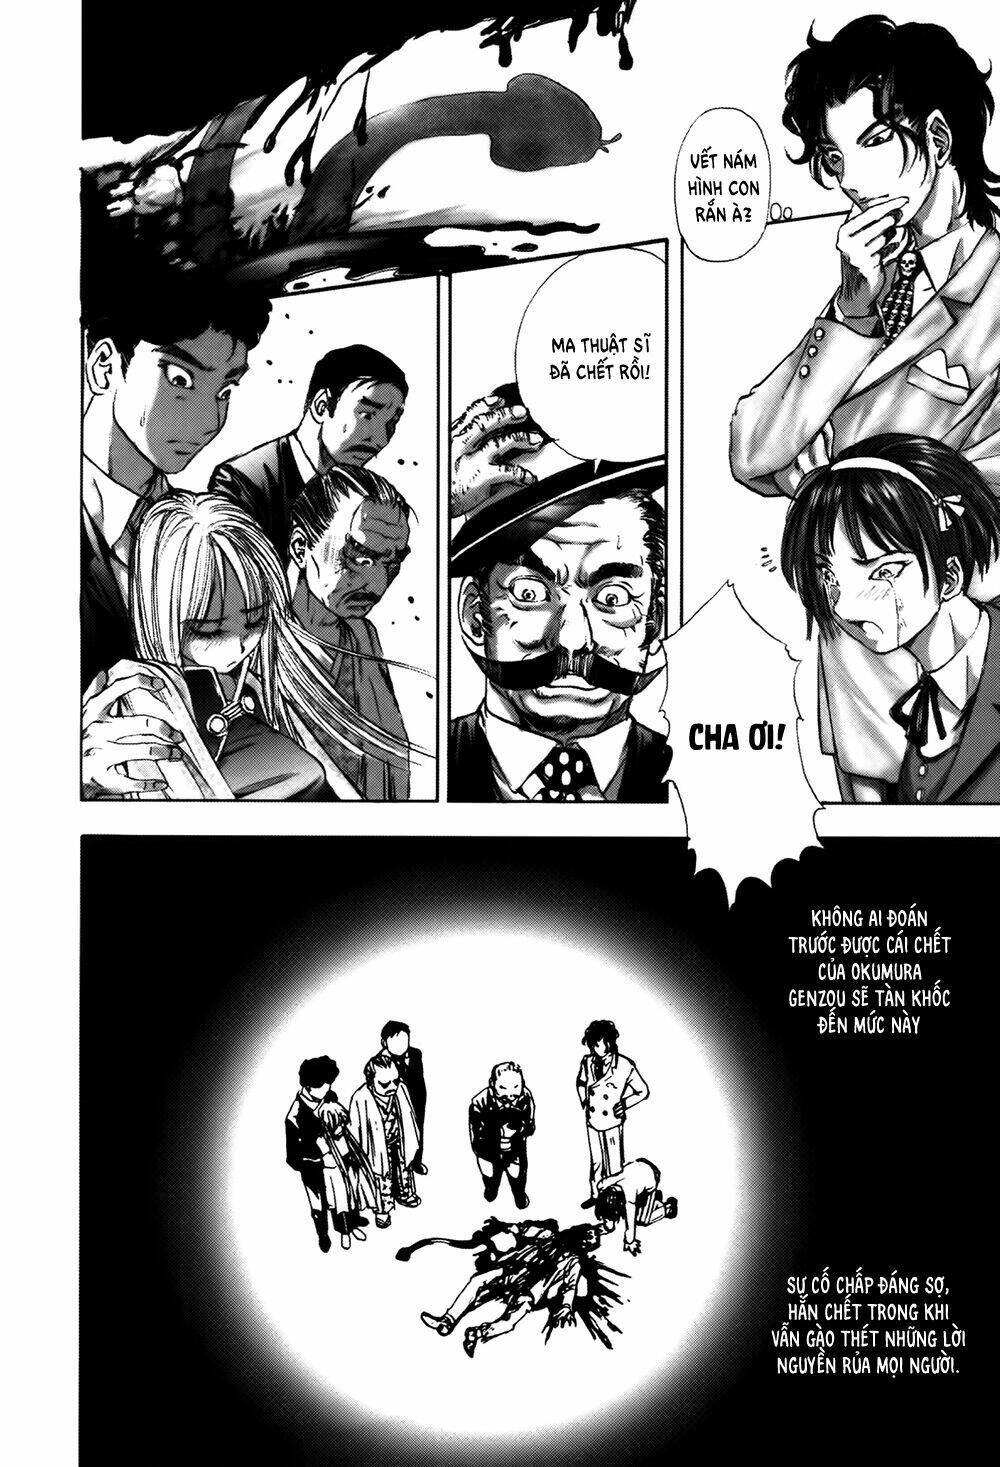 VẾT NÁM
HÌNH CON
RẮN À?
MA THUẬT SĨ
ĐÃ CHẾT RỒI!
CHA ƠI!
KHÔNG AI ĐOÁN
TRƯỚC ĐƯỢC CÁI CHẾT
CỦA OKUMURA
GENZOU SẼ TÀN KHỐC
ĐẾN MỨC NÀY
SỰ CỐ CHẤP ĐÁNG SỢ,
HẮN CHẾT TRONG KHI
VẪN GÀO THÉT NHỮNG LỜI
NGUYỀN RỦA MỌI NGƯỜI.